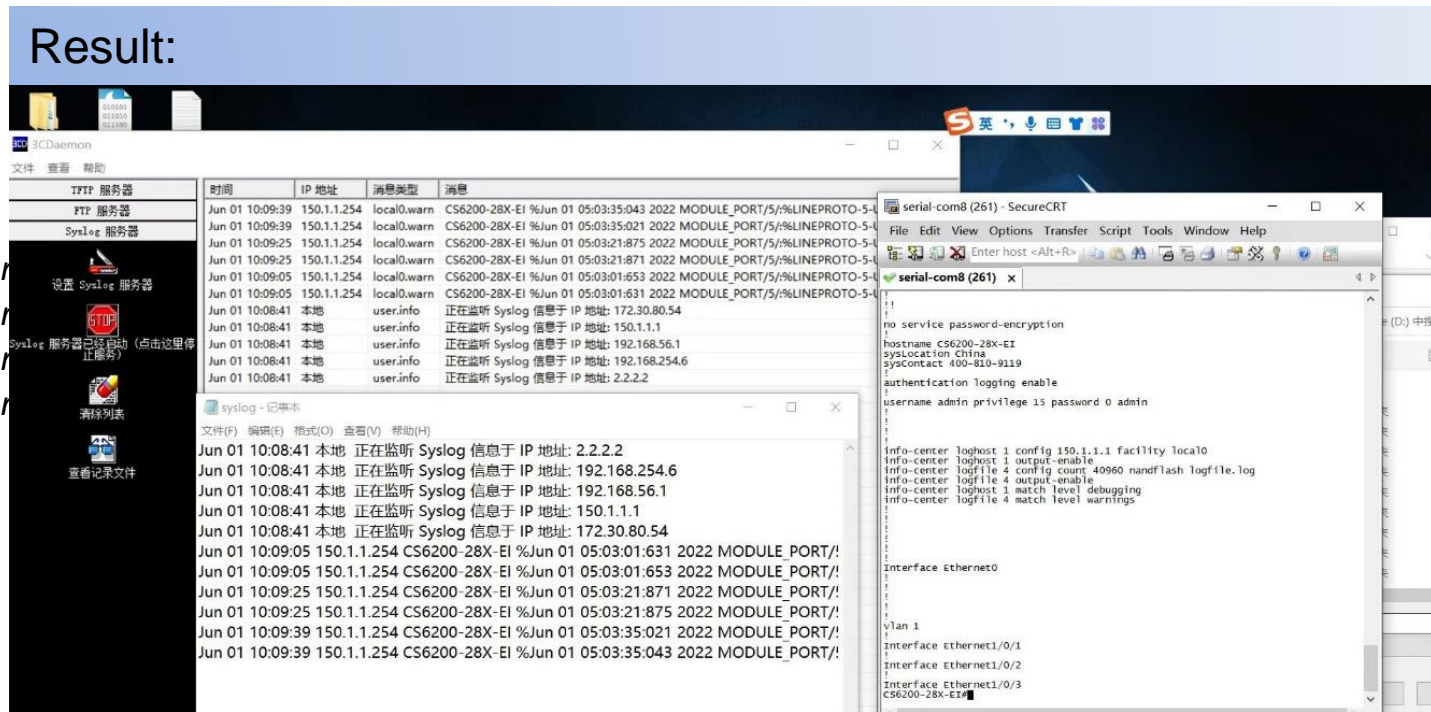 Result:
英
3CDaemon
文件 查看 帮助
TFTP 服务器
FTP 服务器
Syslog 服务器
设置 Syslog 服务器
STOP
Syslog 服务器已经启动（点击这里停
止服务）
清除列表
查看记录文件
时间 IP 地址 消息类型 消息
Jun 01 10:09:39 150.1.1.254 local0.warn CS6200-28X-EI %Jun 01 05:03:35:043 2022 MODULE_PORT/5/:%LINEPROTO-5-U
Jun 01 10:09:39 150.1.1.254 local0.warn CS6200-28X-EI %Jun 01 05:03:35:021 2022 MODULE_PORT/5/:%LINEPROTO-5-U
Jun 01 10:09:25 150.1.1.254 local0.warn CS6200-28X-EI %Jun 01 05:03:21:875 2022 MODULE_PORT/5/:%LINEPROTO-5-U
Jun 01 10:09:25 150.1.1.254 local0.warn CS6200-28X-EI %Jun 01 05:03:21:871 2022 MODULE_PORT/5/:%LINEPROTO-5-U
Jun 01 10:09:05 150.1.1.254 local0.warn CS6200-28X-EI %Jun 01 05:03:01:653 2022 MODULE_PORT/5/:%LINEPROTO-5-U
Jun 01 10:09:05 150.1.1.254 local0.warn CS6200-28X-EI %Jun 01 05:03:01:631 2022 MODULE_PORT/5/:%LINEPROTO-5-U
Jun 01 10:08:41 本地 user.info 正在监听 Syslog 信息于 IP 地址: 172.30.80.54
Jun 01 10:08:41 本地 user.info 正在监听 Syslog 信息于 IP 地址: 150.1.1.1
Jun 01 10:08:41 本地 user.info 正在监听 Syslog 信息于 IP 地址: 192.168.56.1
Jun 01 10:08:41 本地 user.info 正在监听 Syslog 信息于 IP 地址: 192.168.254.6
Jun 01 10:08:41 本地 user.info 正在监听 Syslog 信息于 IP 地址: 2.2.2.2
syslog - 记事本
文件(F) 编辑(E) 格式(O) 查看(V) 帮助(H)
Jun 01 10:08:41 本地 正在监听 Syslog 信息于 IP 地址: 2.2.2.2
Jun 01 10:08:41 本地 正在监听 Syslog 信息于 IP 地址: 192.168.254.6
Jun 01 10:08:41 本地 正在监听 Syslog 信息于 IP 地址: 192.168.56.1
Jun 01 10:08:41 本地 正在监听 Syslog 信息于 IP 地址: 150.1.1.1
Jun 01 10:08:41 本地 正在监听 Syslog 信息于 IP 地址: 172.30.80.54
Jun 01 10:09:05 150.1.1.254 CS6200-28X-EI %Jun 01 05:03:01:631 2022 MODULE_PORT/
Jun 01 10:09:05 150.1.1.254 CS6200-28X-EI %Jun 01 05:03:01:653 2022 MODULE_PORT/
Jun 01 10:09:25 150.1.1.254 CS6200-28X-EI %Jun 01 05:03:21:871 2022 MODULE_PORT/
Jun 01 10:09:25 150.1.1.254 CS6200-28X-EI %Jun 01 05:03:21:875 2022 MODULE_PORT/
Jun 01 10:09:39 150.1.1.254 CS6200-28X-EI %Jun 01 05:03:35:021 2022 MODULE_PORT/
Jun 01 10:09:39 150.1.1.254 CS6200-28X-EI %Jun 01 05:03:35:043 2022 MODULE_PORT/
serial-com8 (261) - SecureCRT
File Edit View Options Transfer Script Tools Window Help
Enter host <Alt+R>
serial-com8 (261) x
!
!!
!
no service password-encryption
!
hostname CS6200-28X-EI
sysLocation China
sysContact 400-810-9119
!
authentication logging enable
!
username admin privilege 15 password 0 admin
!
!
!
!
info-center loghost 1 config 150.1.1.1 facility local0
info-center loghost 1 output-enable
info-center logfile 4 config count 40960 nandflash logfile.log
info-center logfile 4 output-enable
info-center loghost 1 match level debugging
info-center logfile 4 match level warnings
!
!
!
!
!
Interface Ethernet0
!
!
!
!
!
vlan 1
!
Interface Ethernet1/0/1
!
Interface Ethernet1/0/2
!
Interface Ethernet1/0/3
CS6200-28X-EI#
e (D:) 中搜